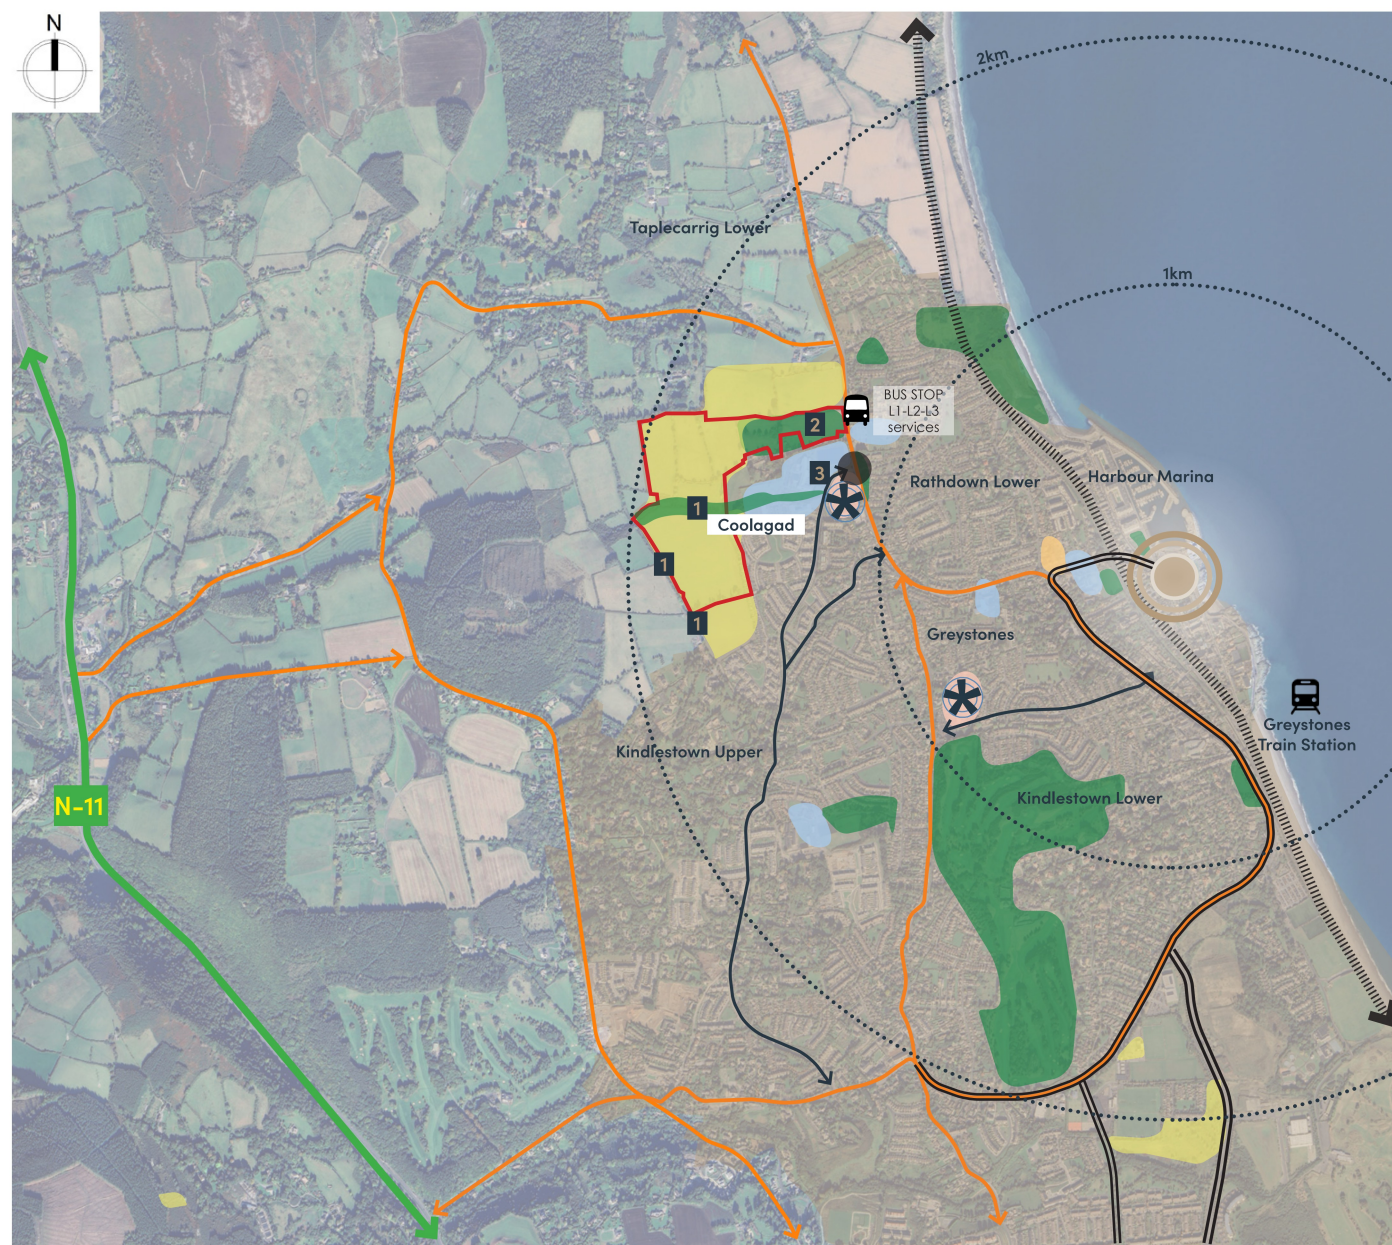 N
2km
1km
Taplecarrig Lower
BUS STOP
L1-L2-L3
services
2
3
Rathdown Lower
Harbour Marina
1
Coolagad
1
1
Greystones
Greystones
Train Station
Kindlestown Upper
Kindlestown Lower
N-11